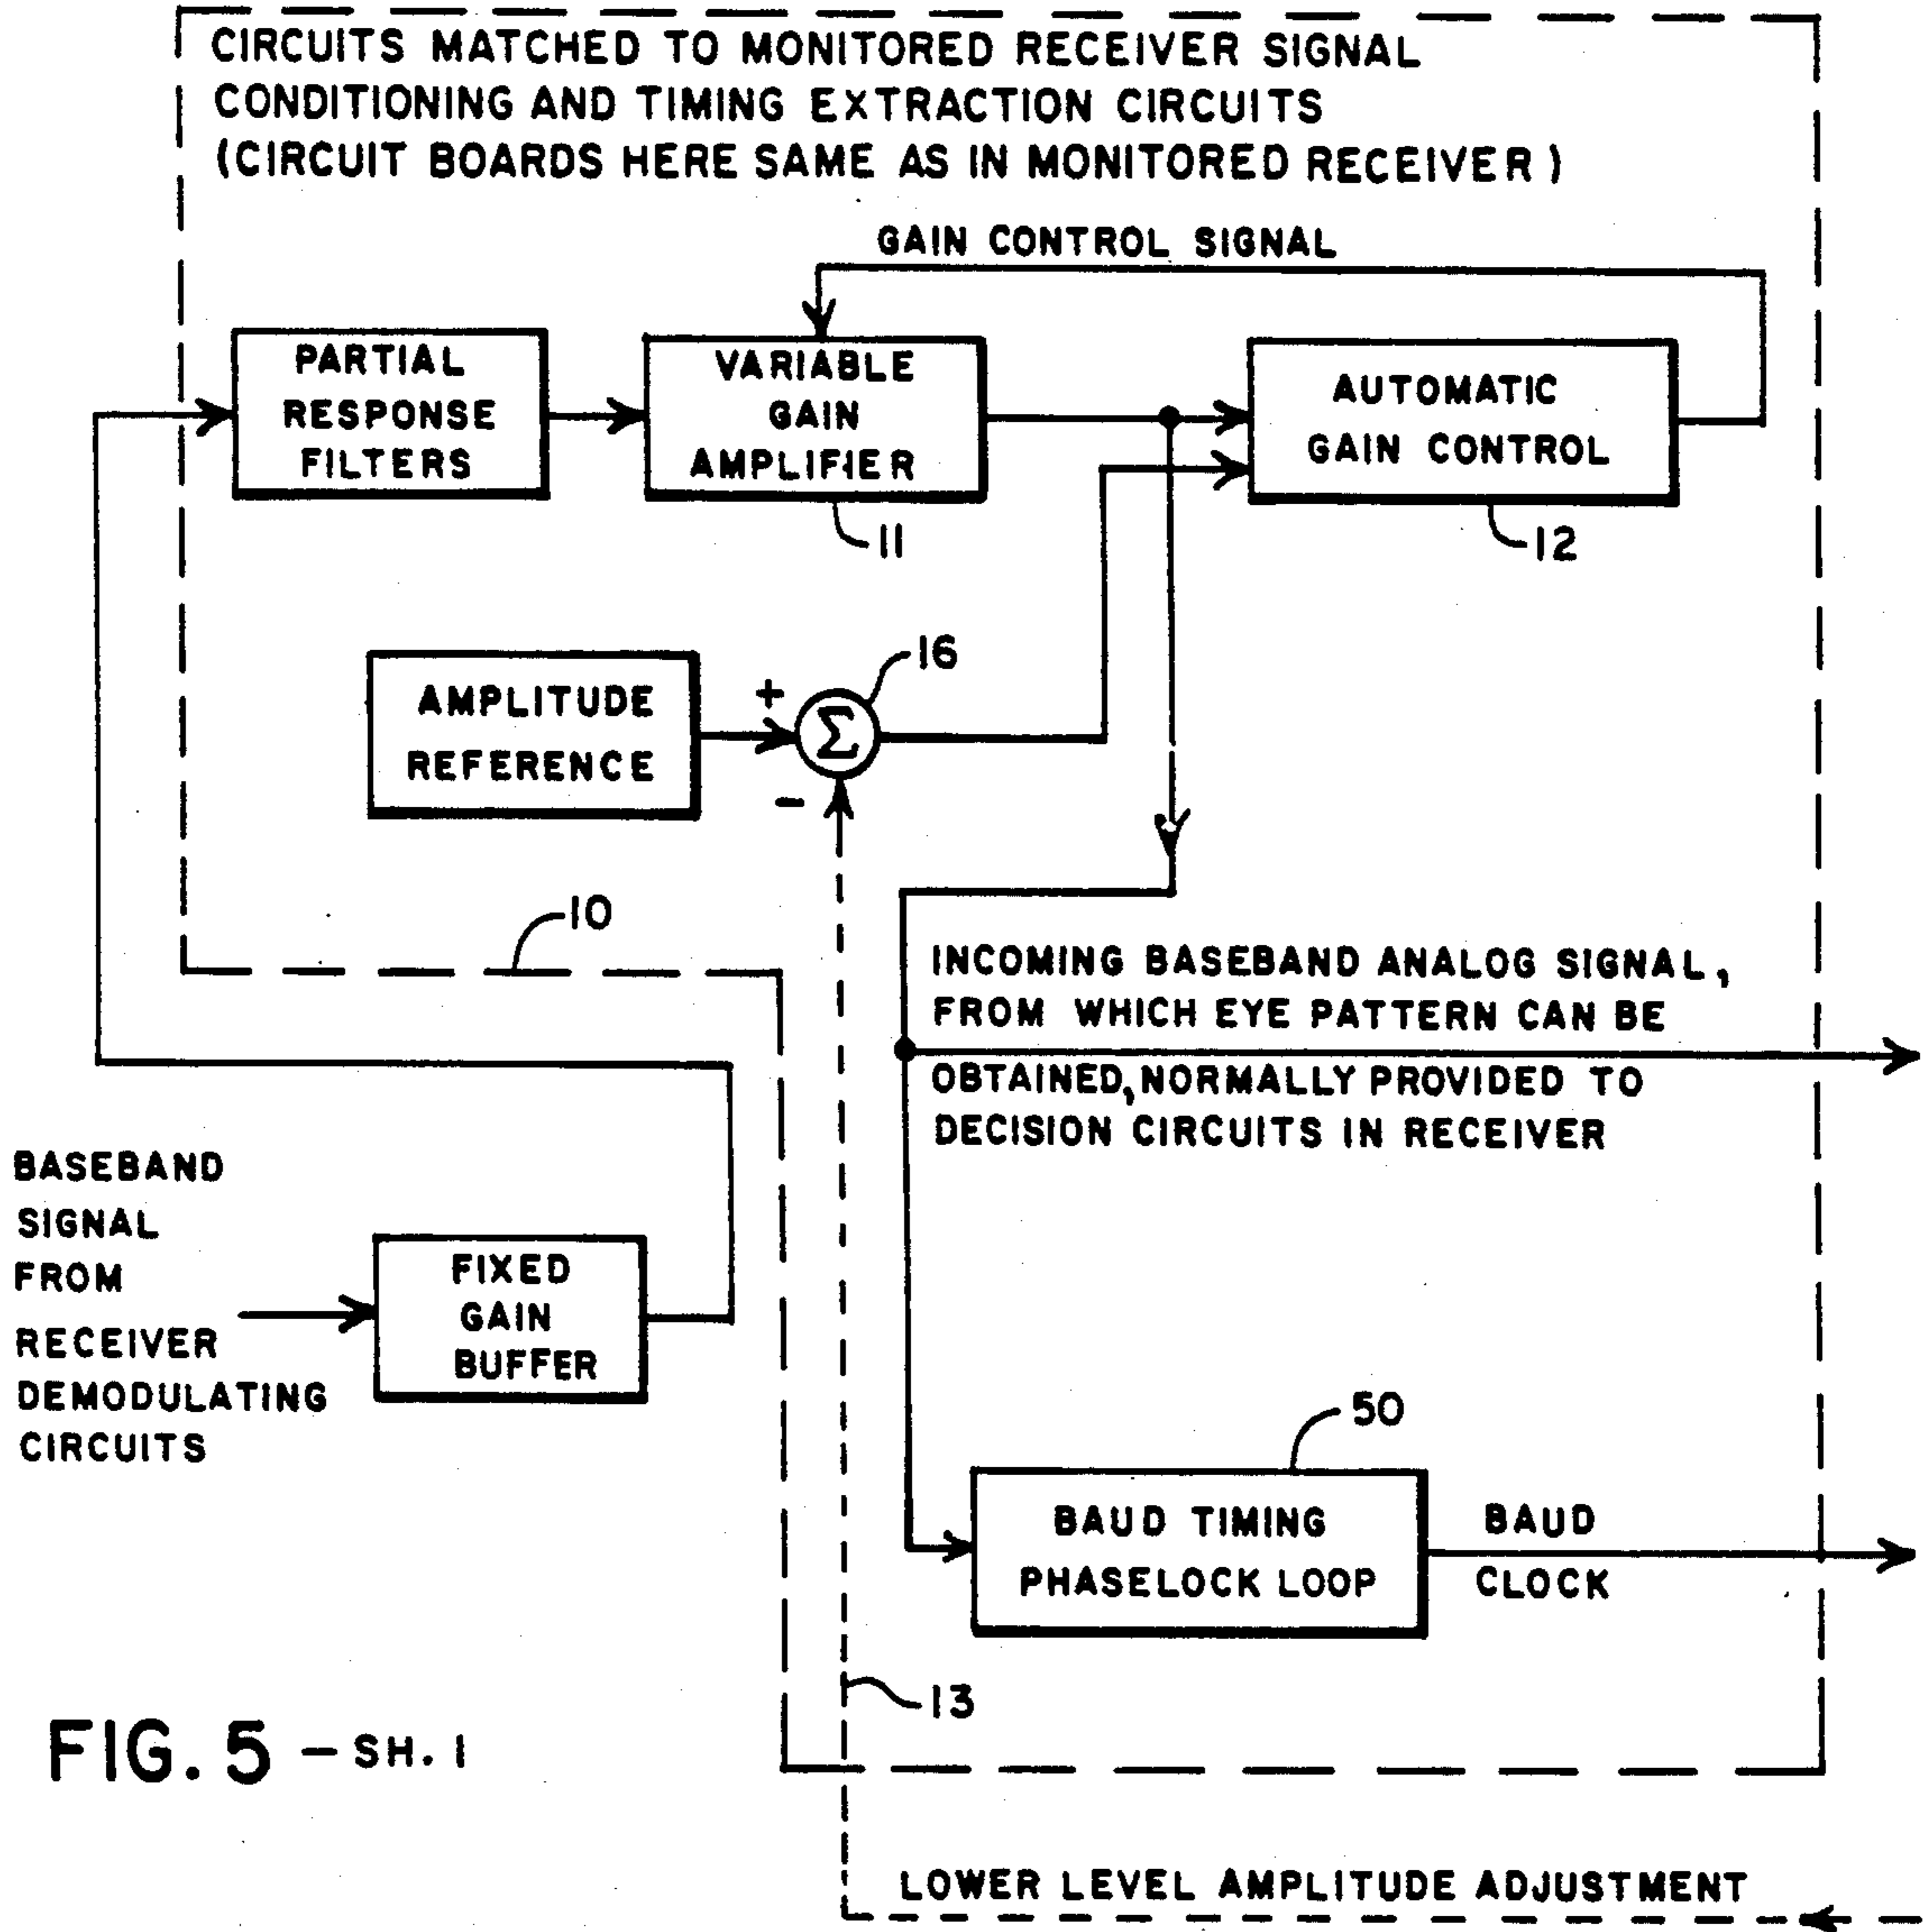 CIRCUITS MATCHED TO MONITORED RECEIVER SIGNAL
CONDITIONING AND TIMING EXTRACTION CIRCUITS
(CIRCUIT BOARDS HERE SAME AS IN MONITORED RECEIVER)
GAIN CONTROL SIGNAL
PARTIAL
RESPONSE
FILTERS
VARIABLE
GAIN
AMPLIFIER
AUTOMATIC
GAIN CONTROL
11
12
AMPLITUDE
REFERENCE
+
Σ
-
16
10
INCOMING BASEBAND ANALOG SIGNAL,
FROM WHICH EYE PATTERN CAN BE
OBTAINED, NORMALLY PROVIDED TO
DECISION CIRCUITS IN RECEIVER
BASEBAND
SIGNAL
FROM
RECEIVER
DEMODULATING
CIRCUITS
FIXED
GAIN
BUFFER
50
BAUD TIMING
PHASELOCK LOOP
BAUD
CLOCK
13
FIG. 5 - SH. 1
LOWER LEVEL AMPLITUDE ADJUSTMENT